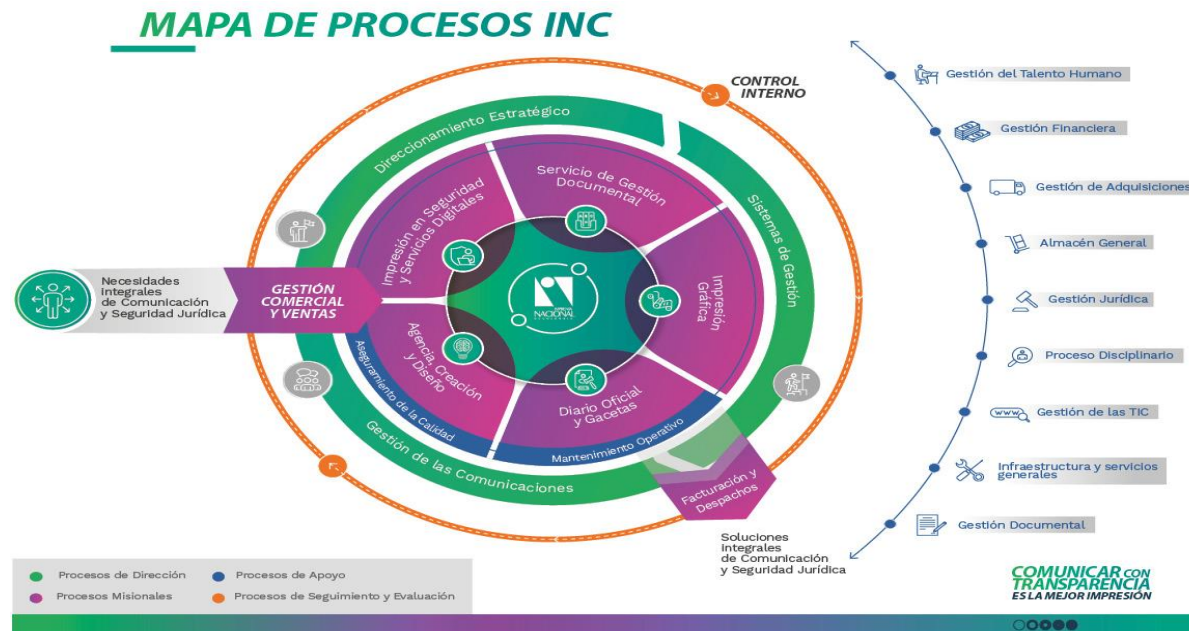 MAPA DE PROCESOS INC
CONTROL
INTERNO
Direccionamiento Estratégico
Sistemas de Gestión
Gestión de las Comunicaciones
Impresión en Seguridad
y Servicios Digitales
Servicio de Gestión
Documental
Impresión
Gráfica
Diario Oficial
y Gacetas
Agencia, Creación
y Diseño
Aseguramiento de la Calidad
Mantenimiento Operativo
NACIONAL
Necesidades
Integrales
de Comunicación
y Seguridad Jurídica
GESTIÓN
COMERCIAL
Y VENTAS
Facturación y
Despachos
Soluciones
Integrales
de Comunicación
y Seguridad Jurídica
Gestión del Talento Humano
Gestión Financiera
Gestión de Adquisiciones
Almacén General
Gestión Jurídica
Proceso Disciplinario
www
Gestión de las TIC
Infraestructura y servicios
generales
Gestión Documental
Procesos de Dirección
Procesos de Apoyo
Procesos Misionales
Procesos de Seguimiento y Evaluación
COMUNICAR CON
TRANSPARENCIA
ES LA MEJOR IMPRESIÓN